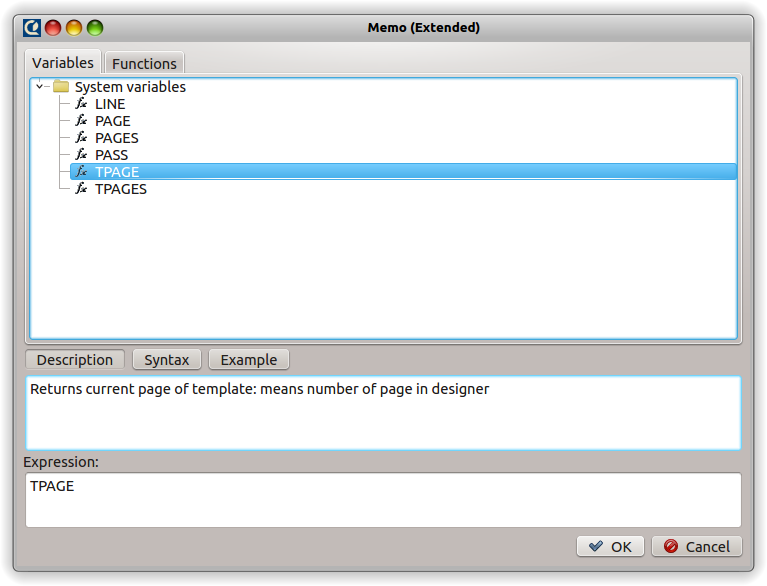 Memo (Extended)
Variables Functions
System variables
LINE
PAGE
PAGES
PASS
TPAGE
TPAGES
Description Syntax Example
Returns current page of template: means number of page in designer
Expression:
TPAGE
OK Cancel